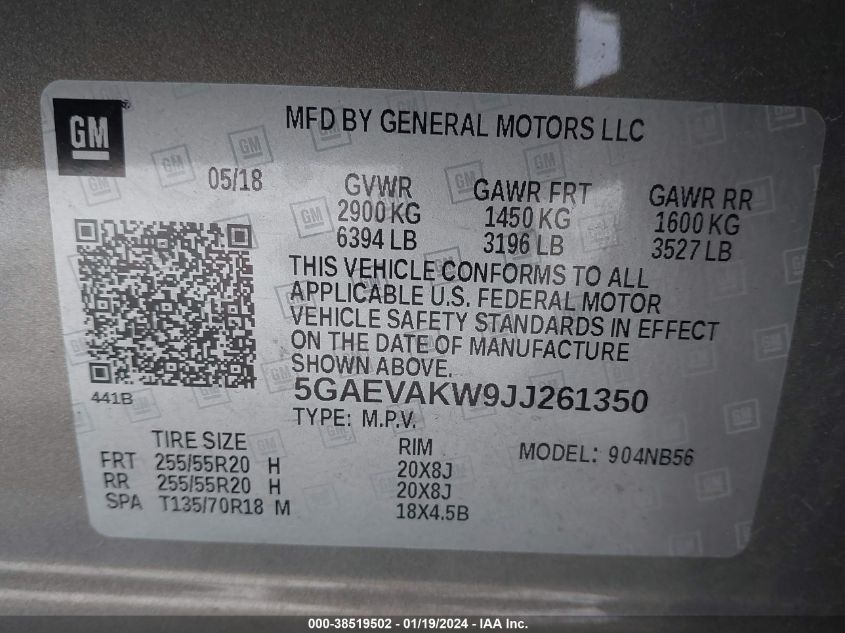 GM
MFD BY GENERAL MOTORS LLC
05/18
GVWR GAWR FRT GAWR RR
2900 KG 1450 KG 1600 KG
6394 LB 3196 LB 3527 LB
THIS VEHICLE CONFORMS TO ALL
APPLICABLE U.S. FEDERAL MOTOR
VEHICLE SAFETY STANDARDS IN EFFECT
ON THE DATE OF MANUFACTURE
SHOWN ABOVE.
441B
5GAEVAKW9JJ261350
TYPE: M.P.V.
TIRE SIZE RIM MODEL: 904NB56
FRT 255/55R20 H 20X8J
RR 255/55R20 H 20X8J
SPA T135/70R18 M 18X4.5B
000-38519502 - 01/19/2024 - IAA Inc.